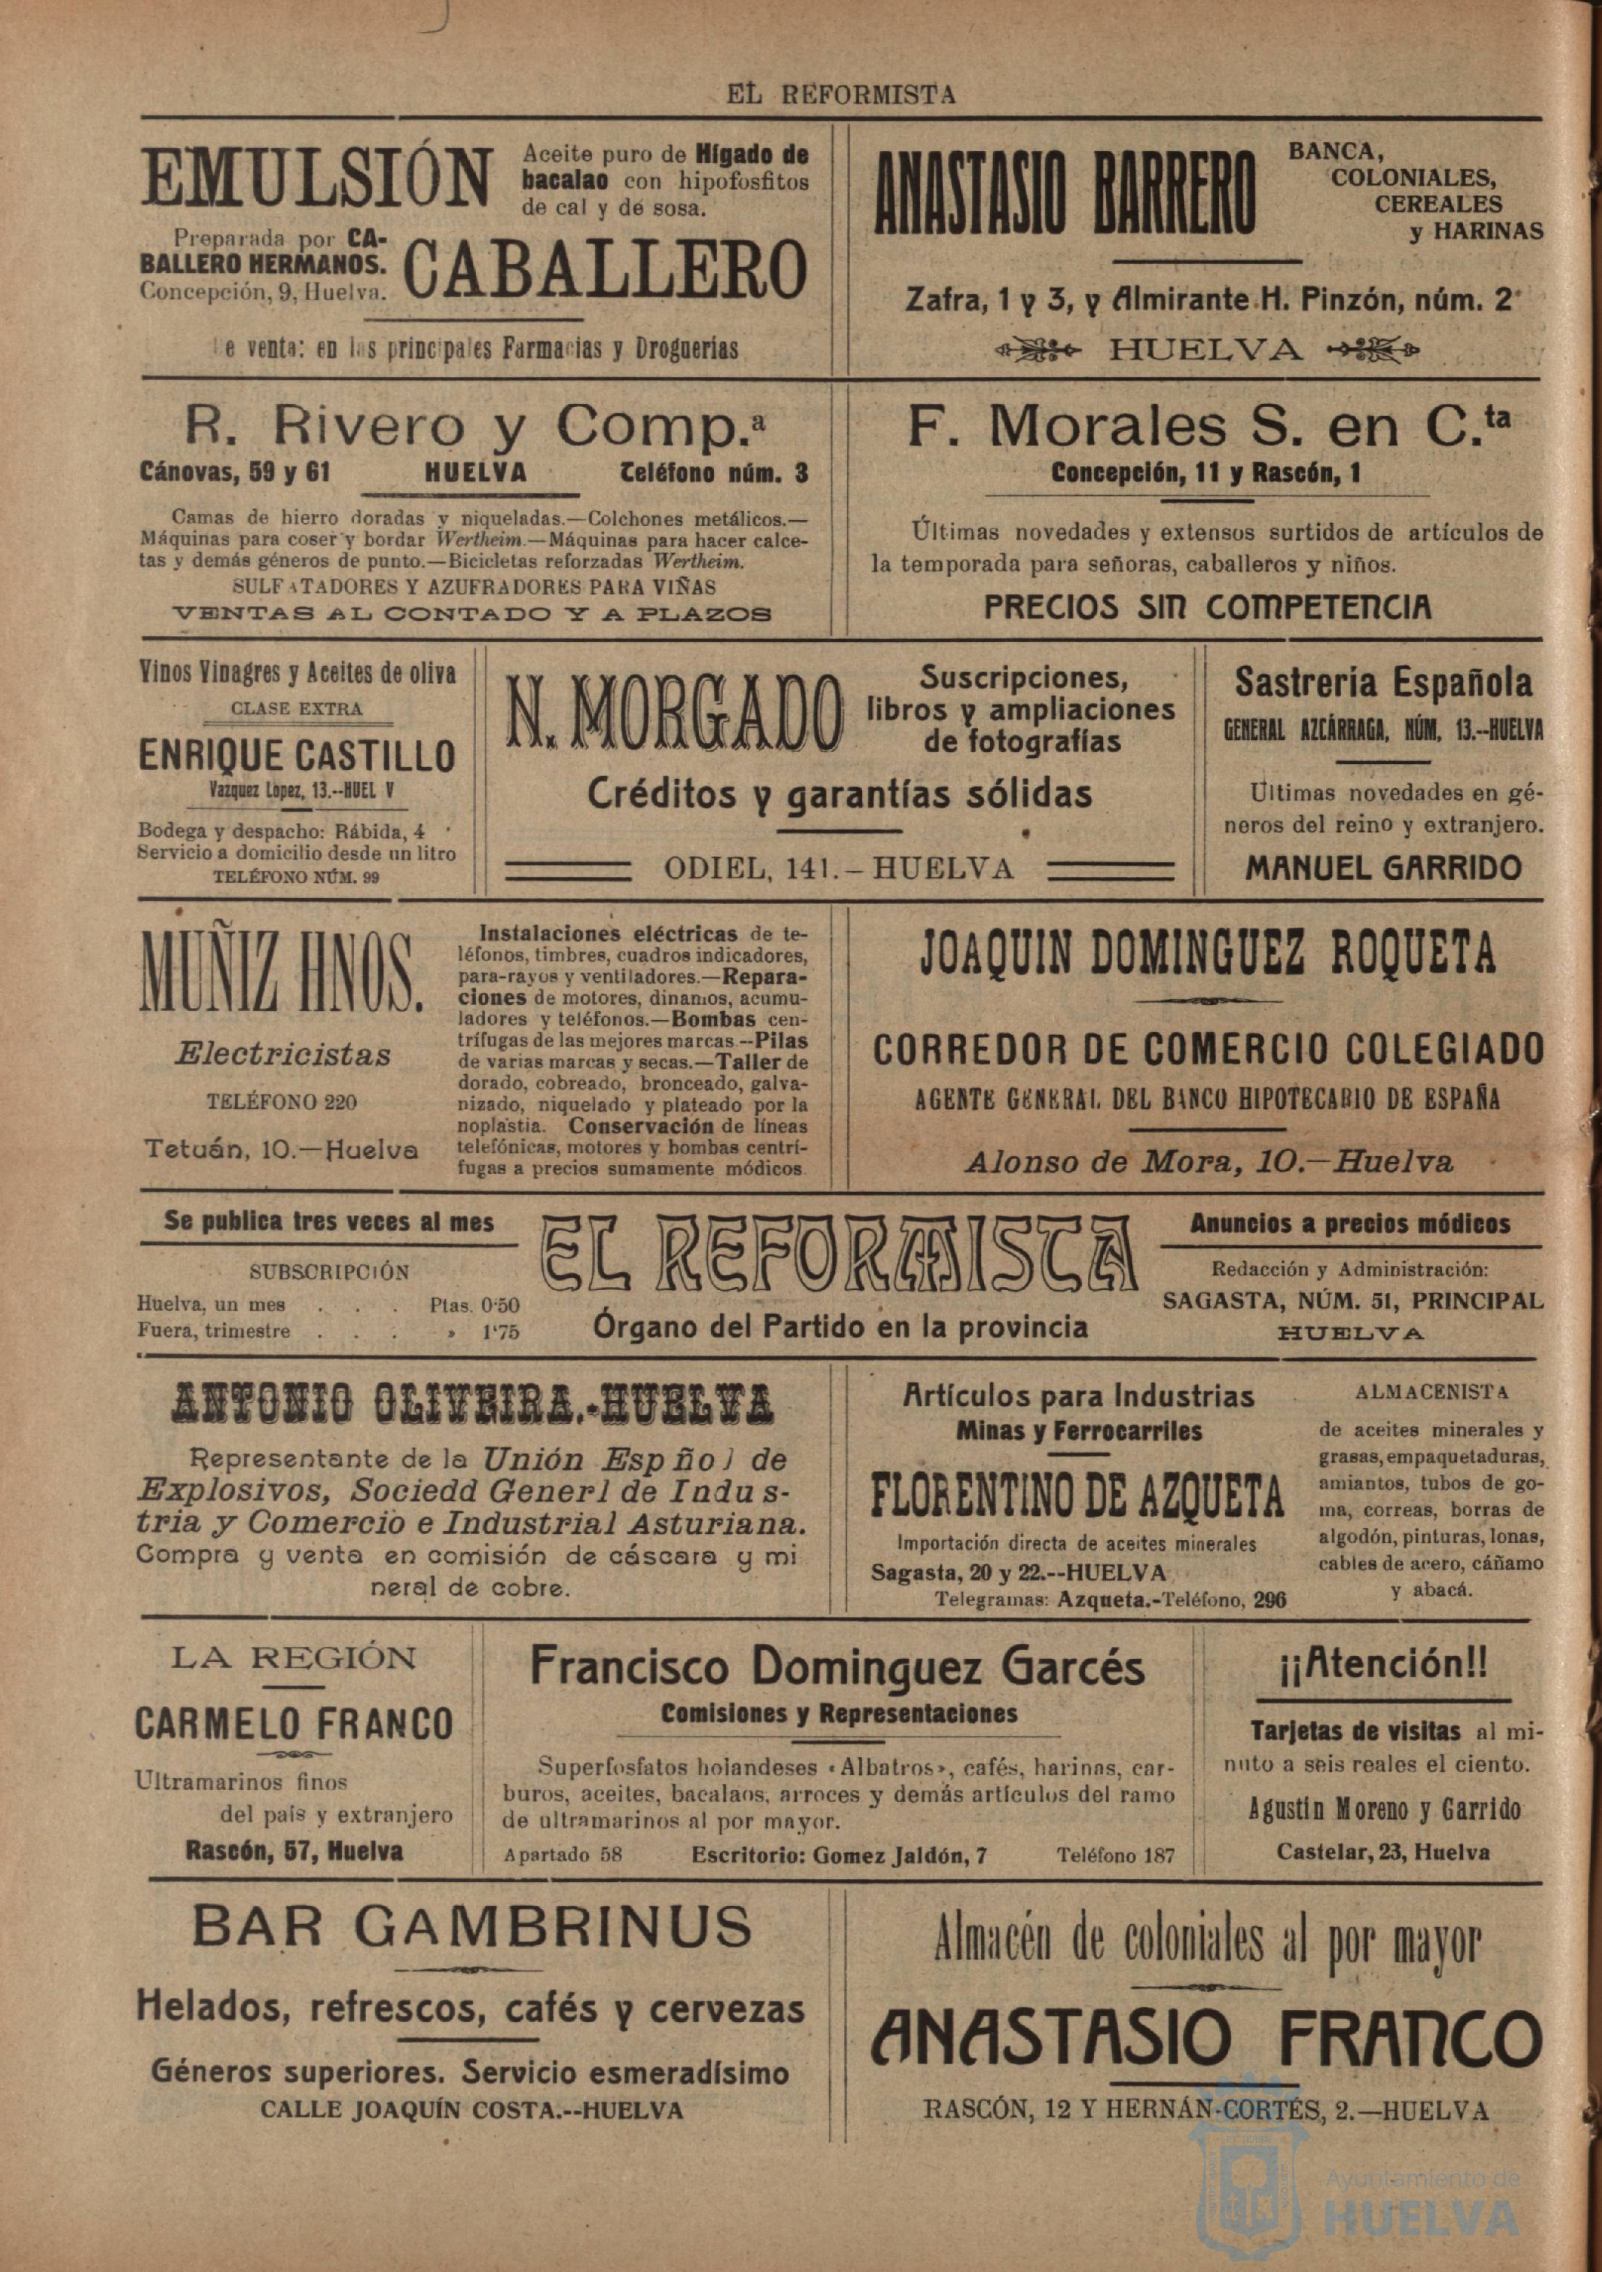 EL REFORMISTA
EMULSIÓN
Aceite puro de Hígado de
bacalao con hipofosfitos
de cal y de sosa.
Preparada por CA-
BALLERO HERMANOS.
Concepción, 9, Huelva.
CABALLERO
e venta: en las principales Farmacias y Droguerias
ANASTASIO BARRERO
BANCA,
COLONIALES,
CEREALES
y HARINAS
Zafra, 1 y 3, y Almirante H. Pinzón, núm. 2
HUELVA
R. Rivero y Comp.ª
Cánovas, 59 y 61 HUELVA Teléfono núm. 3
Camas de hierro doradas y niqueladas.—Colchones metálicos.—
Máquinas para coser y bordar Wertheim.—Máquinas para hacer calce-
tas y demás géneros de punto.—Bicicletas reforzadas Wertheim.
SULFATADORES Y AZUFRADORES PARA VIÑAS
VENTAS AL CONTADO Y A PLAZOS
F. Morales S. en C.ta
Concepción, 11 y Rascón, 1
Últimas novedades y extensos surtidos de artículos de
la temporada para señoras, caballeros y niños.
PRECIOS SIN COMPETENCIA
Vinos Vinagres y Aceites de oliva
CLASE EXTRA
ENRIQUE CASTILLO
Vazquez Lopez, 13.--HUEL V
Bodega y despacho: Rábida, 4
Servicio a domicilio desde un litro
TELÉFONO NÚM. 99
N. MORGADO
Suscripciones,
libros y ampliaciones
de fotografías
Créditos y garantías sólidas
ODIEL, 141.–HUELVA
Sastrería Española
GENERAL AZCÁRRAGA, NÚM. 13.--HUELVA
Ultimas novedades en gé-
neros del reino y extranjero.
MANUEL GARRIDO
MUÑIZ HNOS.
Electricistas
TELÉFONO 220
Tetuán, 10.—Huelva
Instalaciones eléctricas de te-
léfonos, timbres, cuadros indicadores,
para-rayos y ventiladores.—Repara-
ciones de motores, dinamos, acumu-
ladores y teléfonos.—Bombas cen-
trífugas de las mejores marcas.--Pilas
de varias marcas y secas.—Taller de
dorado, cobreado, bronceado, galva-
nizado, niquelado y plateado por la
noplastia. Conservación de líneas
telefónicas, motores y bombas centrí-
fugas a precios sumamente módicos.
JOAQUIN DOMINGUEZ ROQUETA
CORREDOR DE COMERCIO COLEGIADO
AGENTE GENERAL DEL BANCO HIPOTECARIO DE ESPAÑA
Alonso de Mora, 10.—Huelva
Se publica tres veces al mes
SUBSCRIPCIÓN
Huelva, un mes . . . Ptas. 0'50
Fuera, trimestre . . . » 1'75
EL REFORMISTA
Órgano del Partido en la provincia
Anuncios a precios módicos
Redacción y Administración:
SAGASTA, NÚM. 51, PRINCIPAL
HUELVA
ANTONIO OLIVEIRA.-HUELVA
Representante de la Unión Esp ño l de
Explosivos, Socied d Gener l de Indu s-
tria y Comercio e Industrial Asturiana.
Compra y venta en comisión de cáscara y mi
neral de cobre.
Artículos para Industrias
Minas y Ferrocarriles
FLORENTINO DE AZQUETA
Importación directa de aceites minerales
Sagasta, 20 y 22.--HUELVA
Telegramas: Azqueta.-Teléfono, 296
ALMACENISTA
de aceites minerales y
grasas, empaquetaduras,
amiantos, tubos de go-
ma, correas, borras de
algodón, pinturas, lonas,
cables de acero, cáñamo
y abacá.
LA REGIÓN
CARMELO FRANCO
Ultramarinos finos
del país y extranjero
Rascón, 57, Huelva
Francisco Dominguez Garcés
Comisiones y Representaciones
Superfosfatos holandeses «Albatros», cafés, harinas, car-
buros, aceites, bacalaos, arroces y demás artículos del ramo
de ultramarinos al por mayor.
Apartado 58 Escritorio: Gomez Jaldón, 7 Teléfono 187
¡¡Atención!!
Tarjetas de visitas al mi-
nuto a seis reales el ciento.
Agustin Moreno y Garrido
Castelar, 23, Huelva
BAR GAMBRINUS
Helados, refrescos, cafés y cervezas
Géneros superiores. Servicio esmeradísimo
CALLE JOAQUÍN COSTA.--HUELVA
Almacén de coloniales al por mayor
ANASTASIO FRANCO
RASCÓN, 12 Y HERNÁN-CORTÉS, 2.—HUELVA
Ayuntamiento de
HUELVA